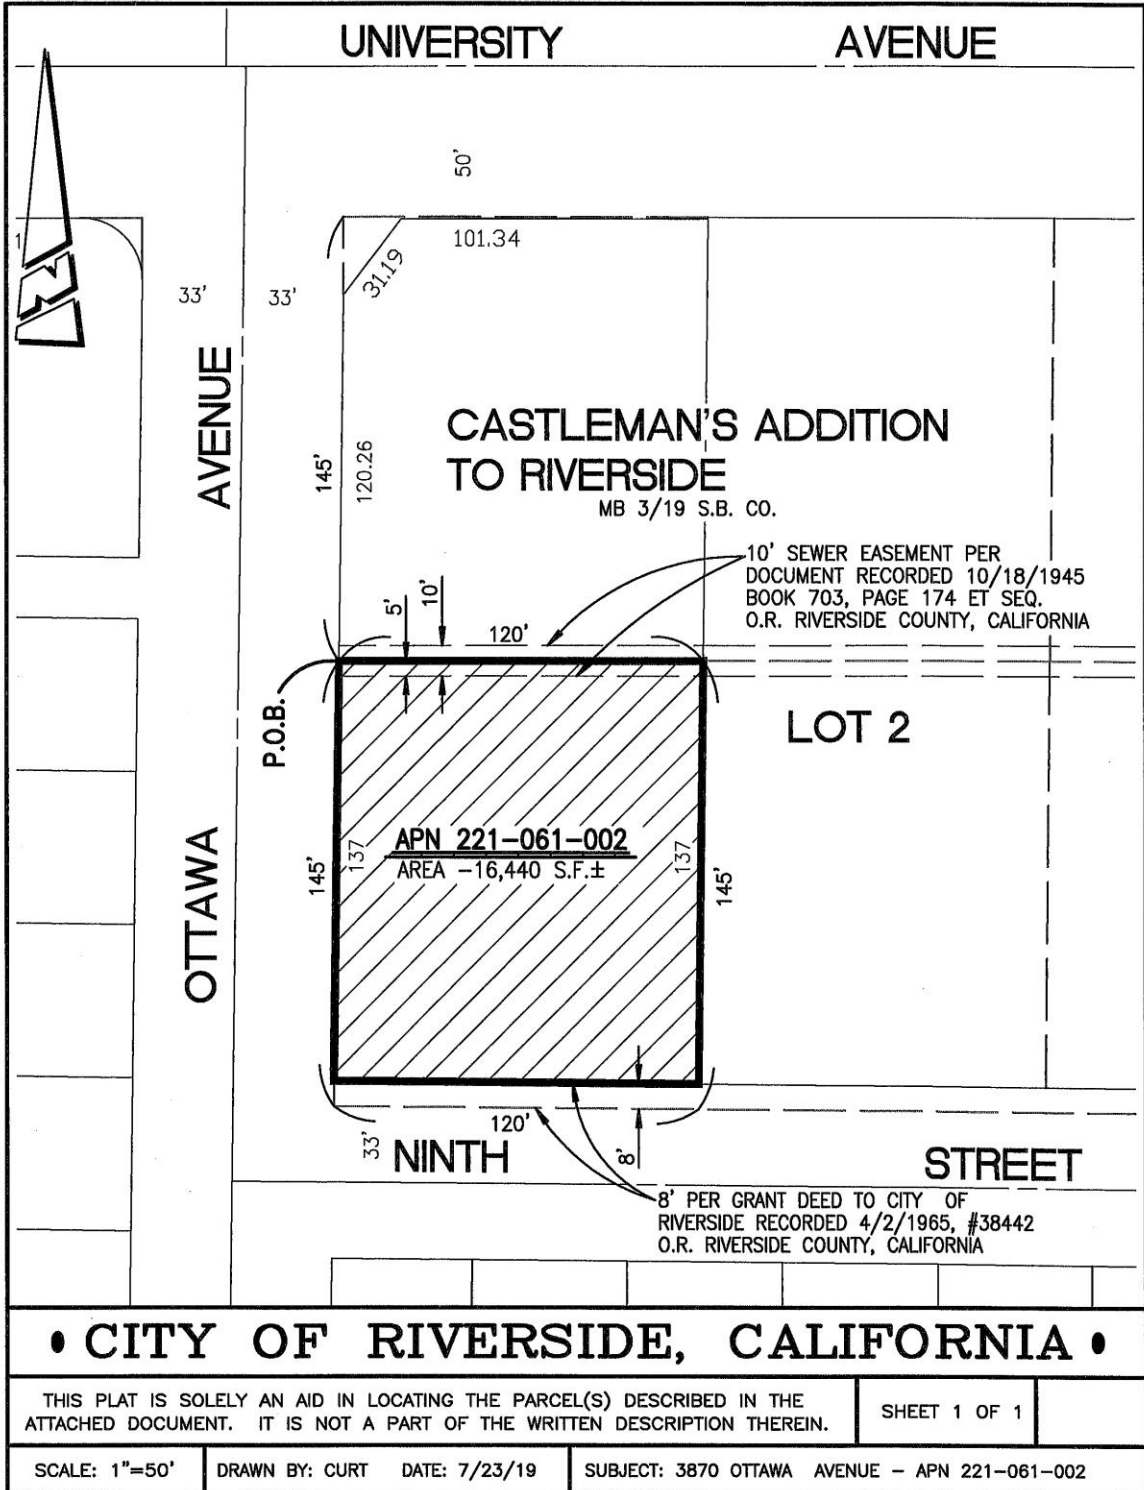 UNIVERSITY AVENUE
50'
101.34
31.19
33' 33'
AVENUE
145'
120.26
CASTLEMAN'S ADDITION
TO RIVERSIDE
MB 3/19 S.B. CO.
10' SEWER EASEMENT PER
DOCUMENT RECORDED 10/18/1945
BOOK 703, PAGE 174 ET SEQ.
O.R. RIVERSIDE COUNTY, CALIFORNIA
5'
10'
120'
P.O.B.
LOT 2
OTTAWA
APN 221-061-002
AREA -16,440 S.F.±
145'
137
137
145'
120'
33'
8'
NINTH STREET
8' PER GRANT DEED TO CITY OF
RIVERSIDE RECORDED 4/2/1965, #38442
O.R. RIVERSIDE COUNTY, CALIFORNIA
• CITY OF RIVERSIDE, CALIFORNIA •
THIS PLAT IS SOLELY AN AID IN LOCATING THE PARCEL(S) DESCRIBED IN THE
ATTACHED DOCUMENT. IT IS NOT A PART OF THE WRITTEN DESCRIPTION THEREIN.
SHEET 1 OF 1
SCALE: 1"=50' DRAWN BY: CURT DATE: 7/23/19 SUBJECT: 3870 OTTAWA AVENUE - APN 221-061-002